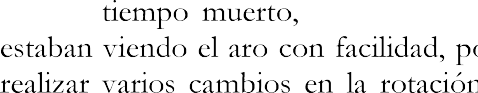 tiempo muerto,
estaban viendo el aro con facilidad,
realizar varios cambios en la rotación